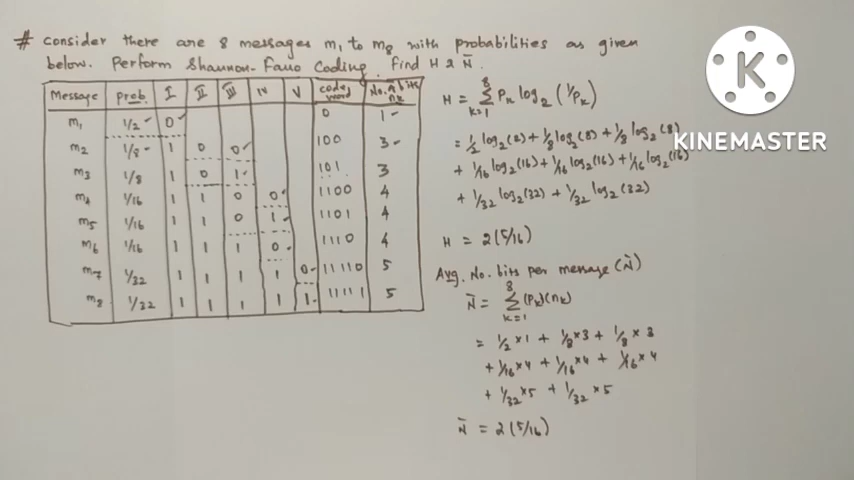 # Consider there are 8 messages m₁ to m₈ with probabilities as given
below. Perform Shannon-Fano Coding. Find H & N̄.
Message prob. I II III IV V code word No. of bits nₖ
m₁ 1/2 0 0 1
m₂ 1/8 1 0 0 100 3
m₃ 1/8 1 0 1 101 3
m₄ 1/16 1 1 0 0 1100 4
m₅ 1/16 1 1 0 1 1101 4
m₆ 1/16 1 1 1 0 1110 4
m₇ 1/32 1 1 1 1 0 11110 5
m₈ 1/32 1 1 1 1 1 11111 5
H = 8 Σ k=1 Pₖ log₂ (1/Pₖ)
= 1/2 log₂(2) + 1/8 log₂(8) + 1/8 log₂(8)
+ 1/16 log₂(16) + 1/16 log₂(16) + 1/16 log₂(16)
+ 1/32 log₂(32) + 1/32 log₂(32)
H = 2(5/16)
Avg. No. bits per message (N̄)
N̄ = 8 Σ k=1 (Pₖ)(nₖ)
= 1/2 × 1 + 1/8 × 3 + 1/8 × 3
+ 1/16 × 4 + 1/16 × 4 + 1/16 × 4
+ 1/32 × 5 + 1/32 × 5
N̄ = 2(5/16)
K
KINEMASTER